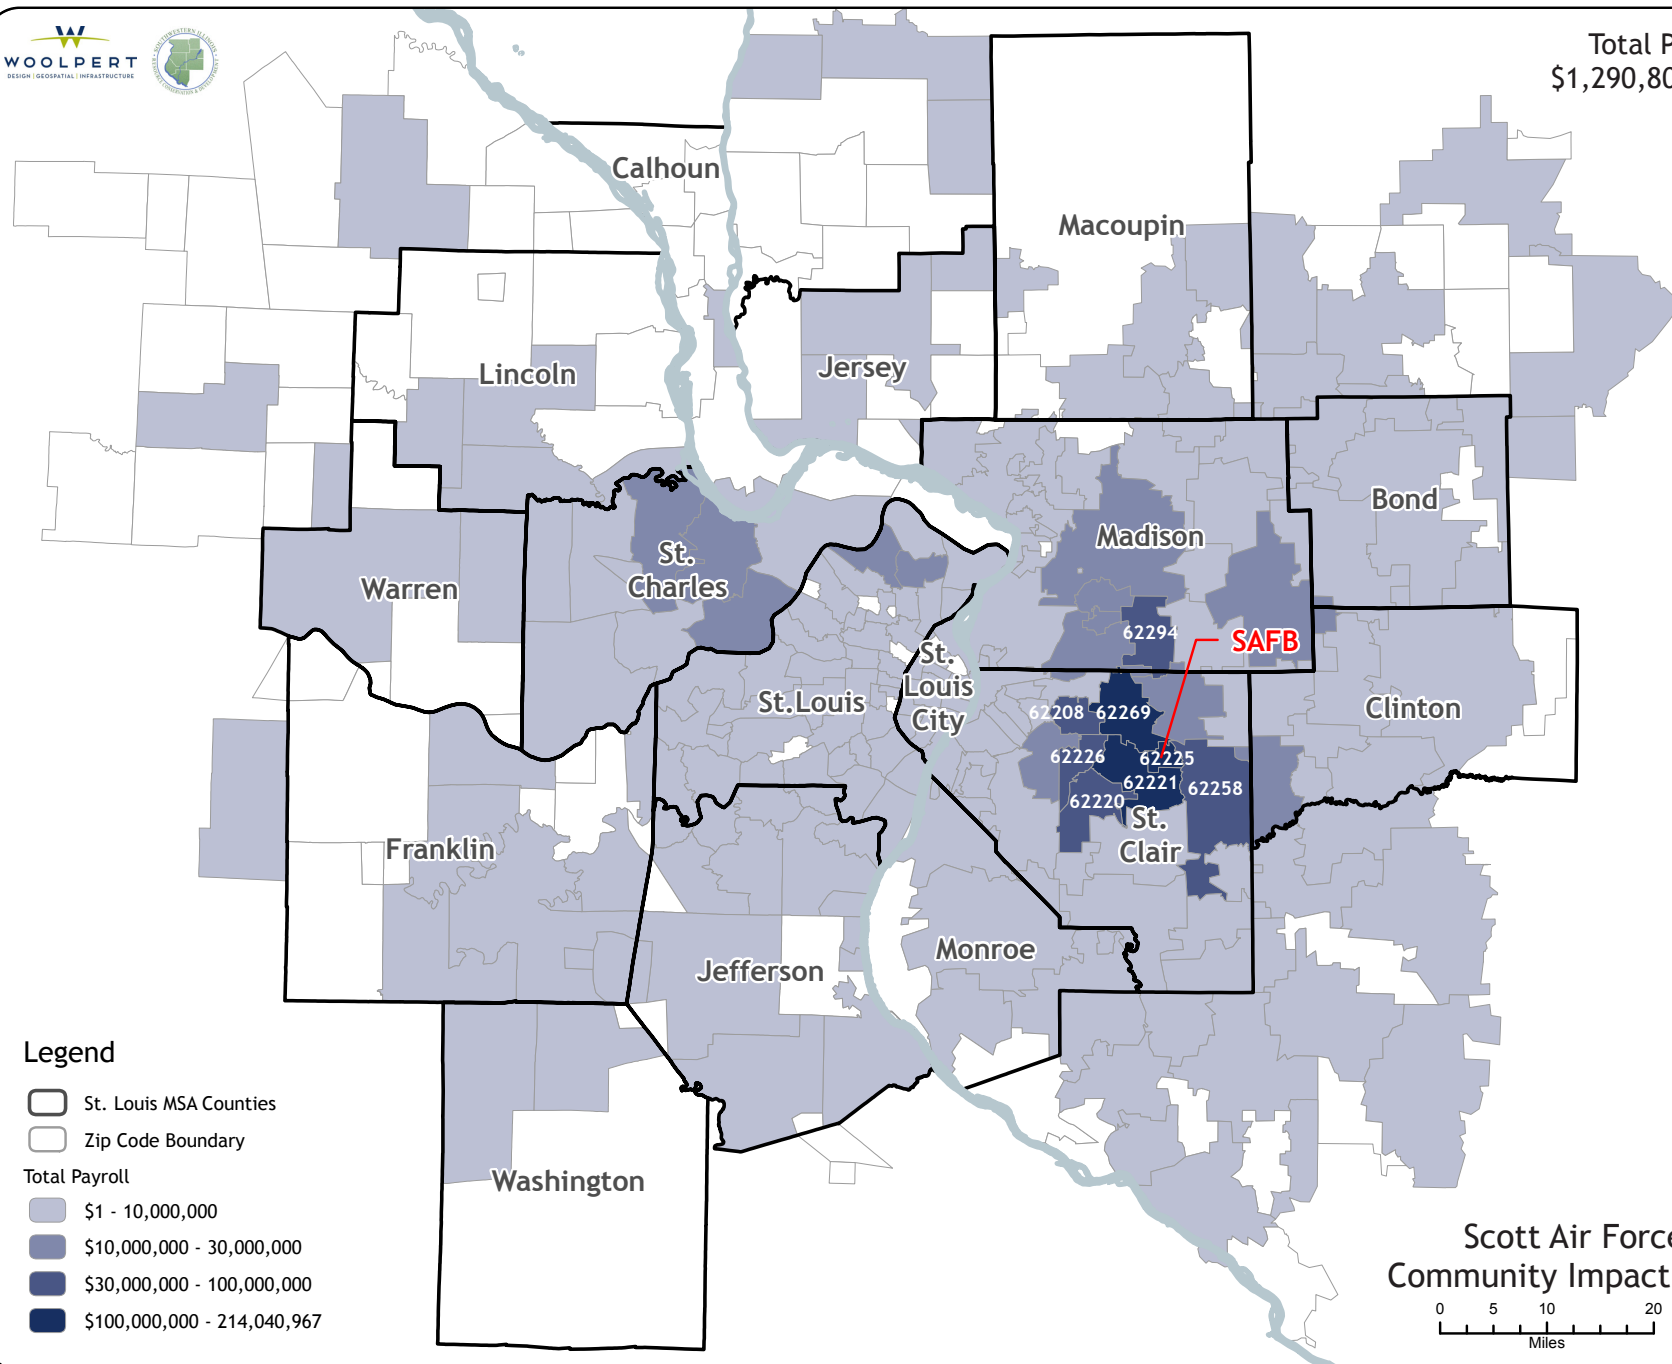 WOOLPERT
DESIGN | GEOSPATIAL | INFRASTRUCTURE
Total P
$1,290,80
Calhoun
Macoupin
Lincoln
Jersey
Bond
Madison
St.
Charles
Warren
62294
SAFB
St.
Louis
City
St.Louis
Clinton
62208
62269
62226
62225
62221
62258
62220
St.
Clair
Franklin
Monroe
Jefferson
Washington
Legend
St. Louis MSA Counties
Zip Code Boundary
Total Payroll
$1 - 10,000,000
$10,000,000 - 30,000,000
$30,000,000 - 100,000,000
$100,000,000 - 214,040,967
Scott Air Force
Community Impact
0 5 10 20
Miles